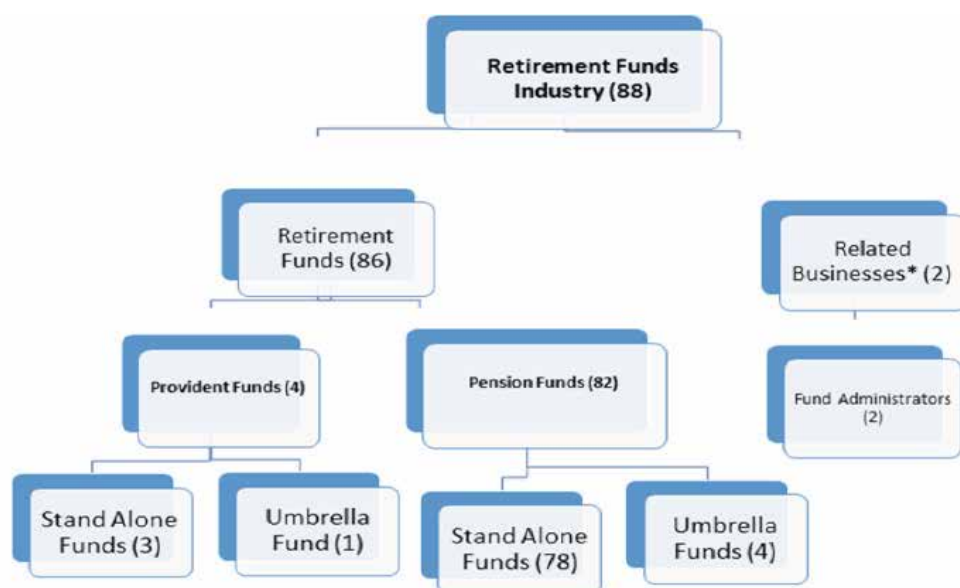 Retirement Funds
Industry (88)
Retirement
Funds (86)
Related
Businesses* (2)
Provident Funds (4)
Pension Funds (82)
Fund Administrators
(2)
Stand Alone
Funds (3)
Umbrella
Fund (1)
Stand Alone
Funds (78)
Umbrella
Funds (4)